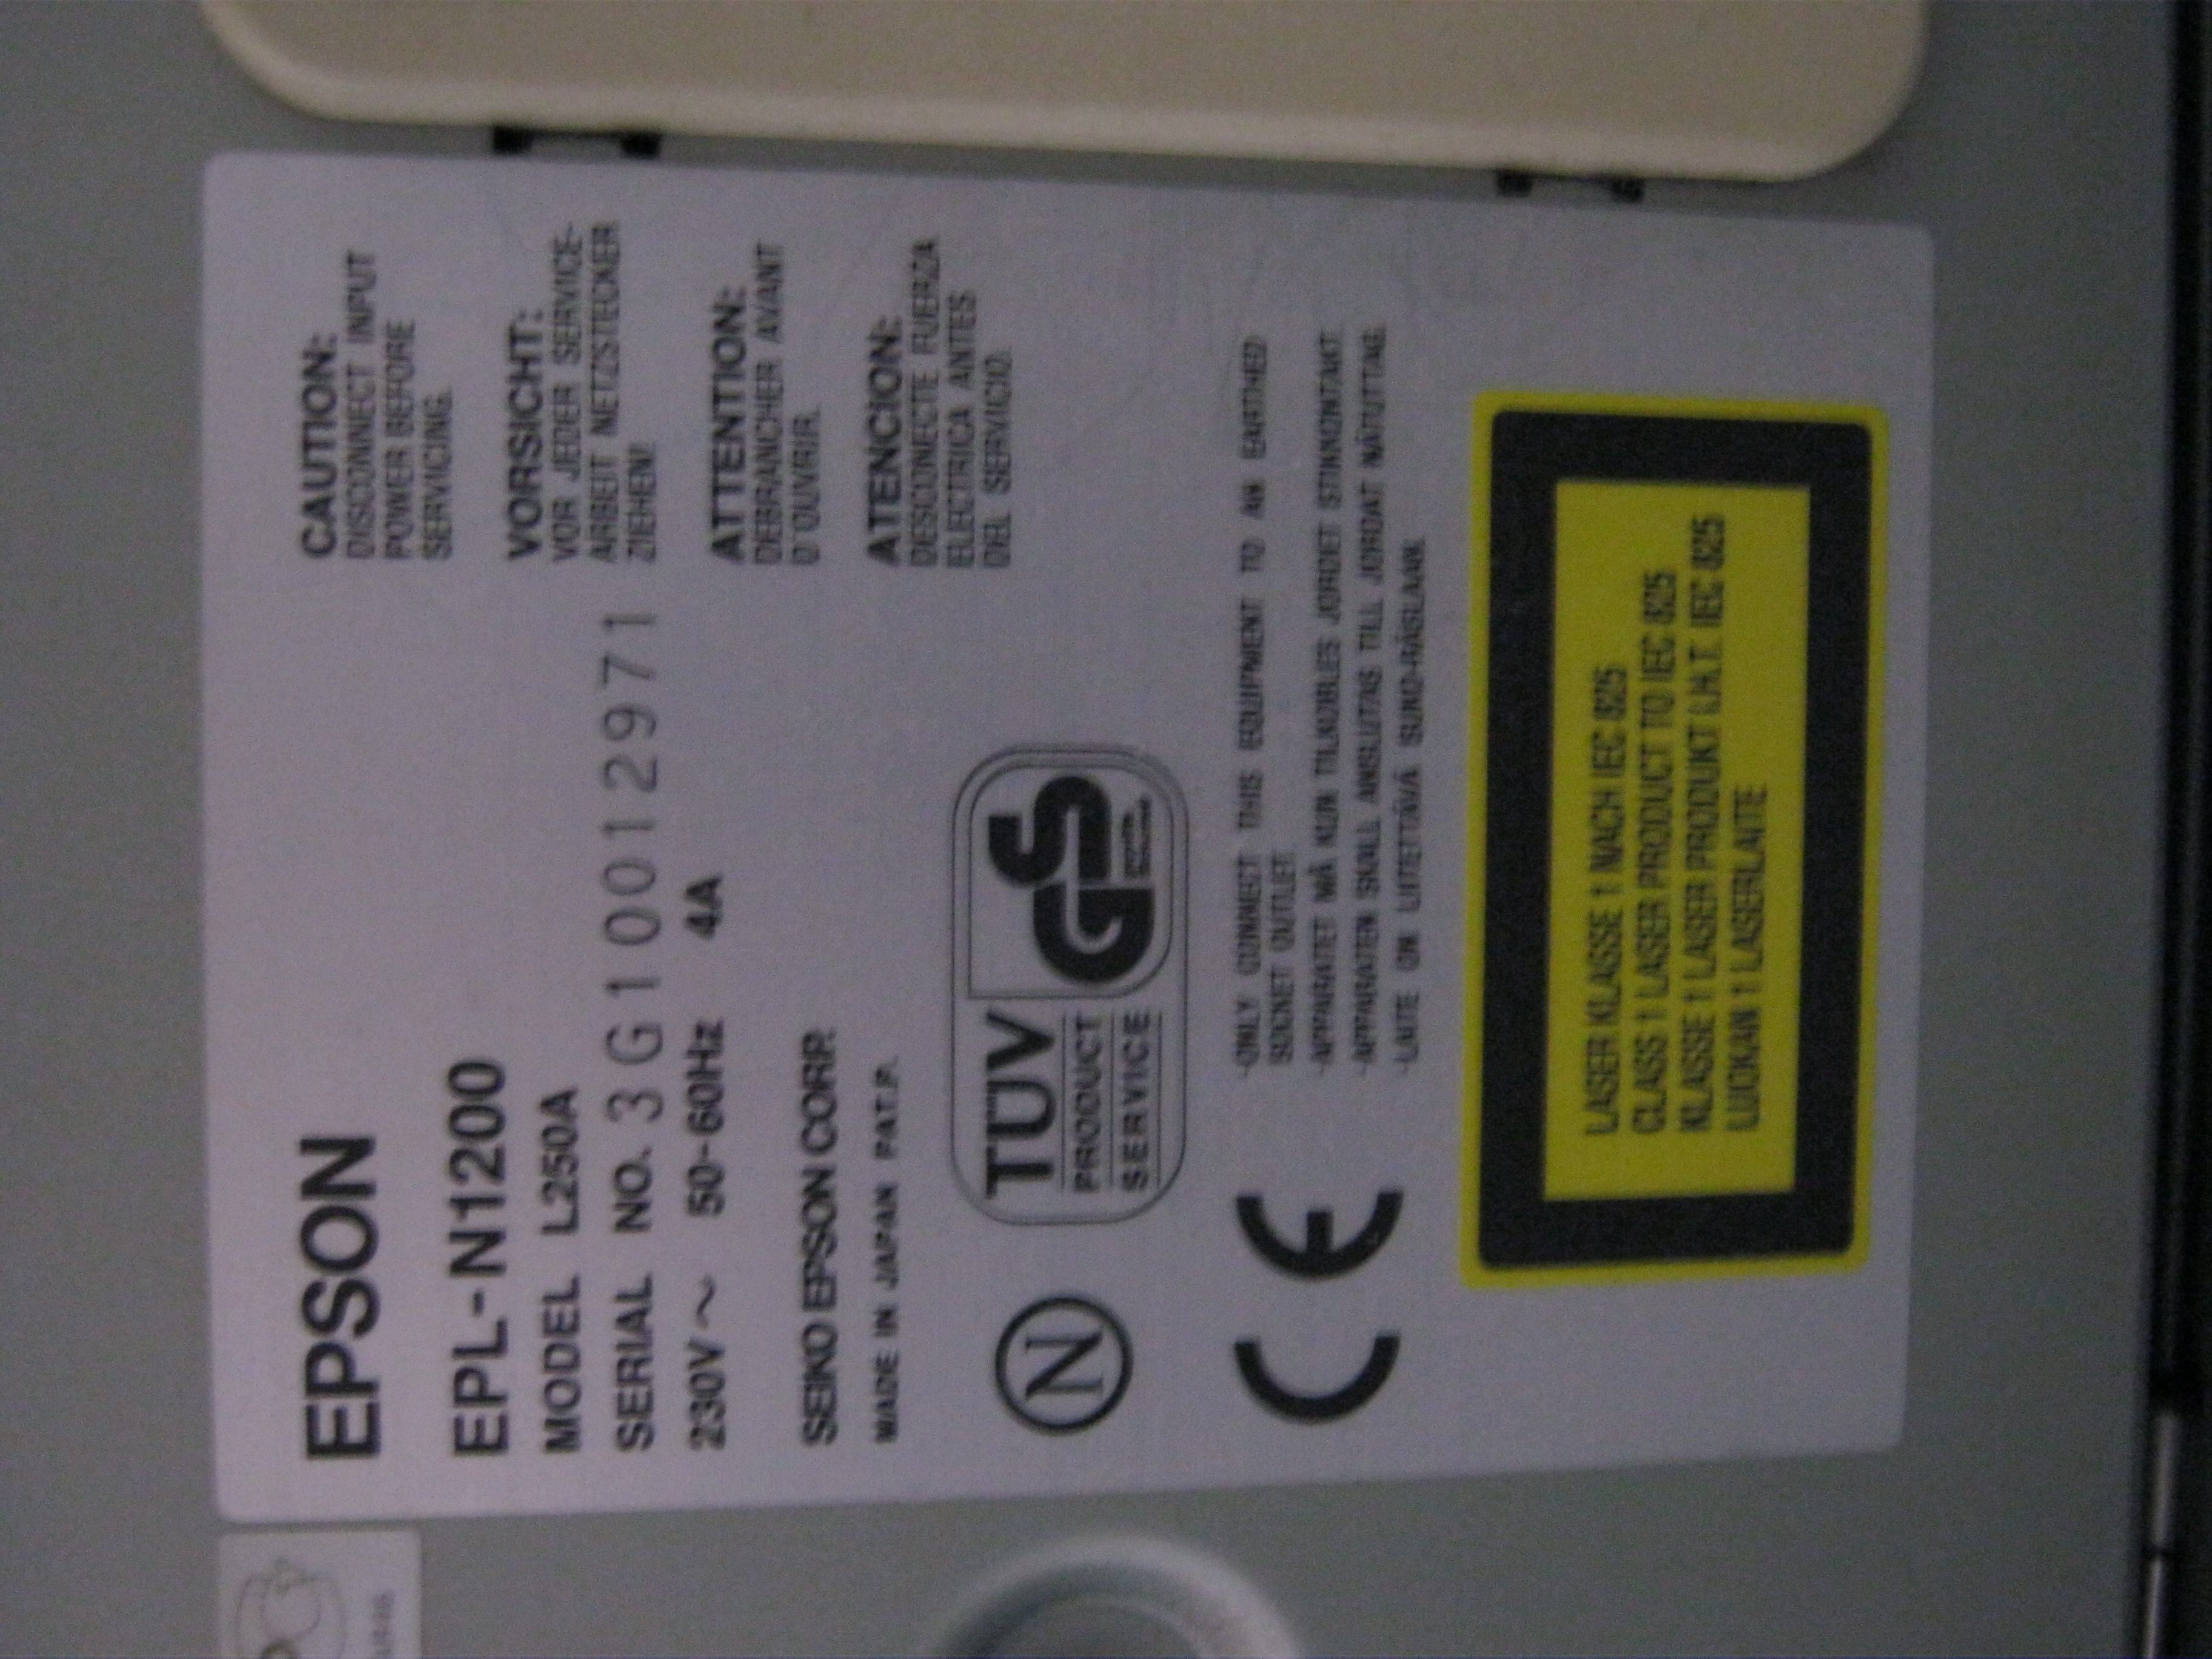 EPSON
EPL-N1200
MODEL L250A
SERIAL NO. 3G10012971
230V ~ 50-60Hz 4A
SEIKO EPSON CORP.
MADE IN JAPAN PAT.P.
CAUTION:
DISCONNECT INPUT
POWER BEFORE
SERVICING.
VORSICHT:
VOR JEDER SERVICE-
ARBEIT NETZSTECKER
ZIEHEN!
ATTENTION:
DEBRANCHER AVANT
D'OUVRIR.
ATENCION:
DESCONECTE FUERZA
ELECTRICA ANTES
DEL SERVICIO.
N
TÜV
PRODUCT
SERVICE
GS
CE
-ONLY CONNECT THIS EQUIPMENT TO AN EARTHED
SOCKET OUTLET.
-APPARATET MÅ KUN TILKOBLES JORDET STIKKONTAKT.
-APPARATEN SKALL ANSLUTAS TILL JORDAT NÄTUTTAG.
-LAITE ON LIITETTÄVÄ SUKO-RASIAAN.
LASER KLASSE 1 NACH IEC 825
CLASS 1 LASER PRODUCT TO IEC 825
KLASSE 1 LASER PRODUKT I.H.T. IEC 825
LUOKAN 1 LASERLAITE